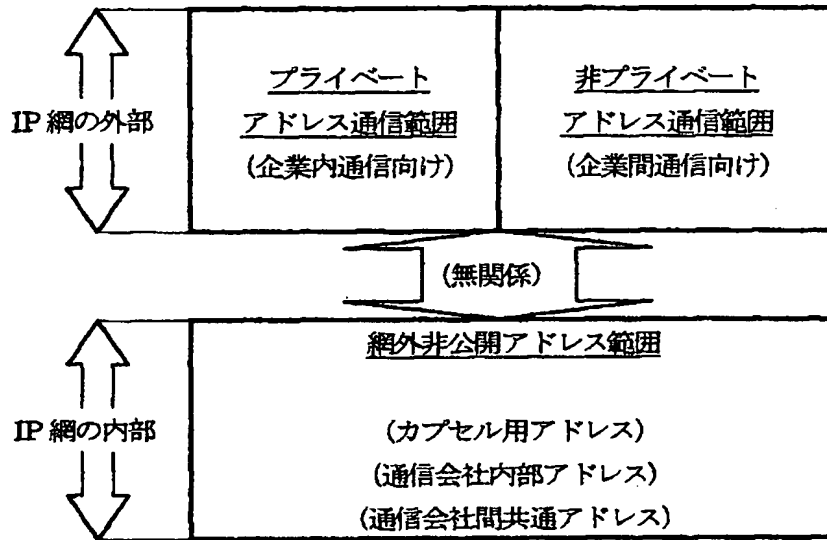 IP 網の外部
プライベート
アドレス通信範囲
(企業内通信向け)
非プライベート
アドレス通信範囲
(企業間通信向け)
(無関係)
IP 網の内部
網外非公開アドレス範囲
(カプセル用アドレス)
(通信会社内部アドレス)
(通信会社間共通アドレス)